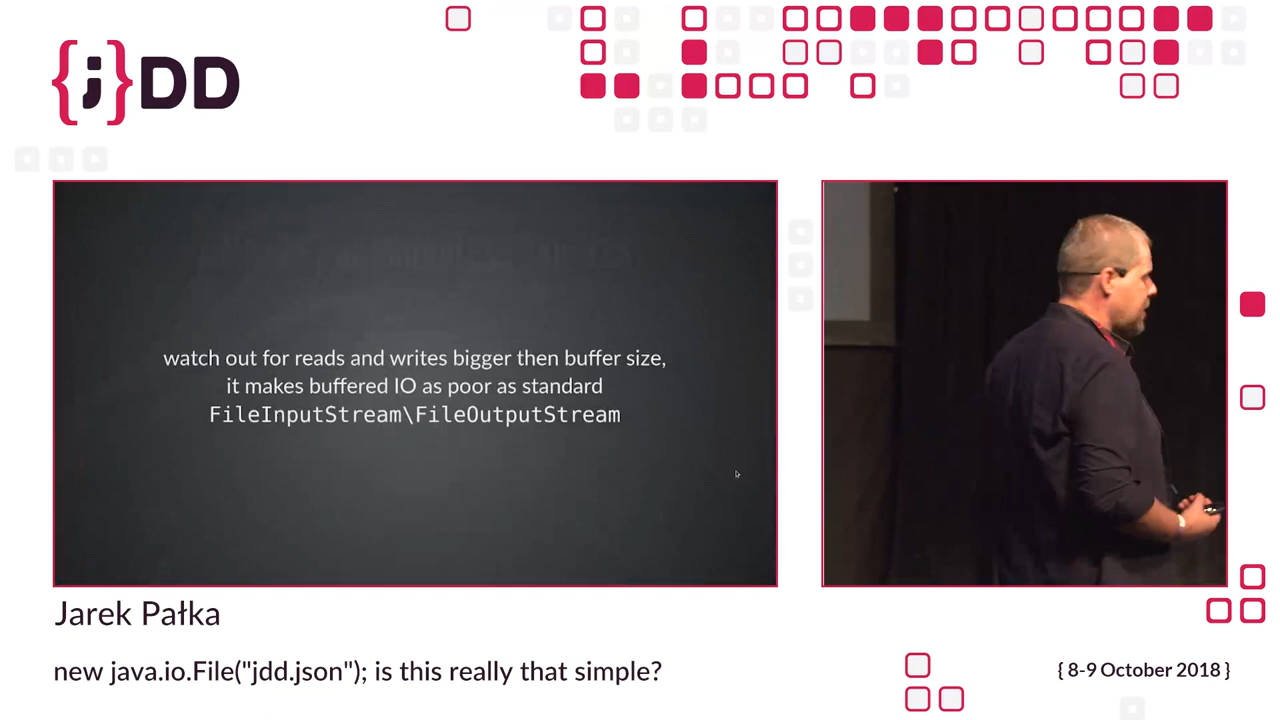 {j}DD
watch out for reads and writes bigger then buffer size,
it makes buffered IO as poor as standard
FileInputStream\FileOutputStream
Jarek Pałka
new java.io.File("jdd.json"); is this really that simple?
{ 8-9 October 2018 }